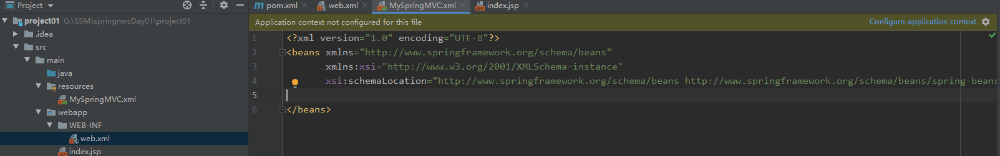 Project
pom.xml
web.xml
MySpringMVC.xml
index.jsp
project01 G:\SSM\springmvcDay01\project01
.idea
src
main
java
resources
MySpringMVC.xml
webapp
WEB-INF
web.xml
index.jsp
Application context not configured for this file
Configure application context
1 <?xml version="1.0" encoding="UTF-8"?>
2 <beans xmlns="http://www.springframework.org/schema/beans"
3 xmlns:xsi="http://www.w3.org/2001/XMLSchema-instance"
4 xsi:schemaLocation="http://www.springframework.org/schema/beans http://www.springframework.org/schema/beans/spring-beans
5
6 </beans>